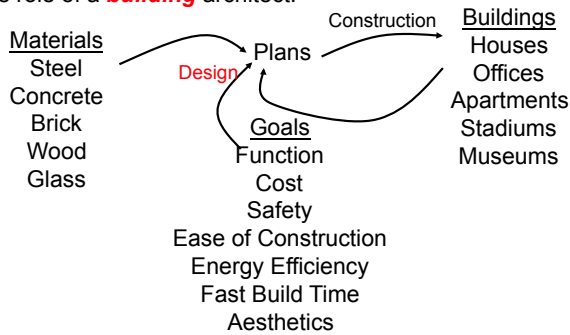 role of a building architect.
Materials
Steel
Concrete
Brick
Wood
Glass
Plans
Design
Construction
Goals
Function
Cost
Safety
Ease of Construction
Energy Efficiency
Fast Build Time
Aesthetics
Buildings
Houses
Offices
Apartments
Stadiums
Museums